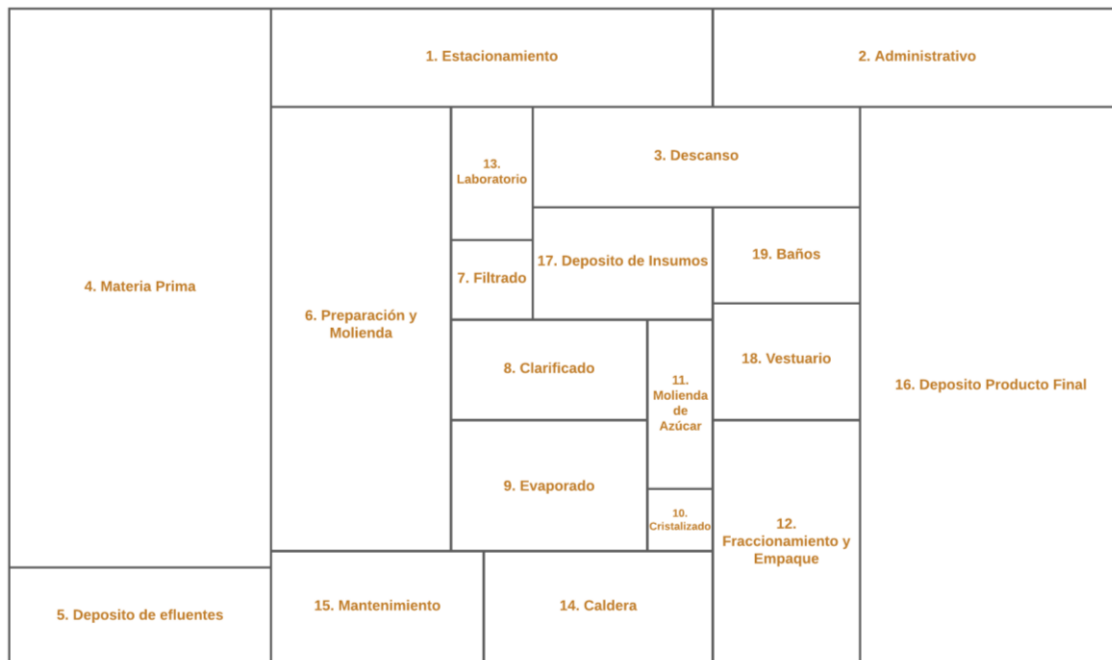 1. Estacionamiento
2. Administrativo
13.
Laboratorio
3. Descanso
4. Materia Prima
6. Preparación y
Molienda
7. Filtrado
17. Deposito de Insumos
19. Baños
8. Clarificado
11.
Molienda
de
Azúcar
18. Vestuario
16. Deposito Producto Final
9. Evaporado
10.
Cristalizado
12.
Fraccionamiento y
Empaque
5. Deposito de efluentes
15. Mantenimiento
14. Caldera